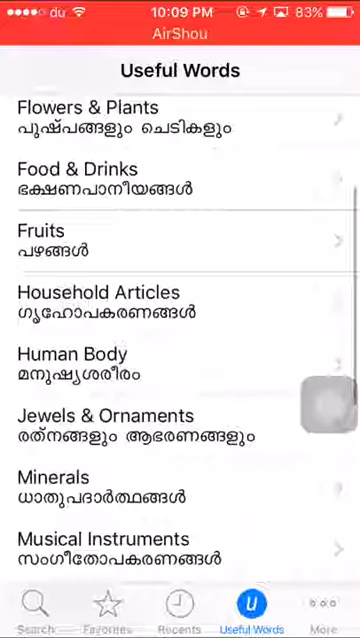 du 10:09 PM 83%
AirShou
Useful Words
Flowers & Plants
പുഷ്പങ്ങളും ചെടികളും
Food & Drinks
ഭക്ഷണപാനീയങ്ങൾ
Fruits
പഴങ്ങൾ
Household Articles
ഗൃഹോപകരണങ്ങൾ
Human Body
മനുഷ്യശരീരം
Jewels & Ornaments
രത്നങ്ങളും ആഭരണങ്ങളും
Minerals
ധാതുപദാർത്ഥങ്ങൾ
Musical Instruments
സംഗീതോപകരണങ്ങൾ
Search Favorites Recents Useful Words More